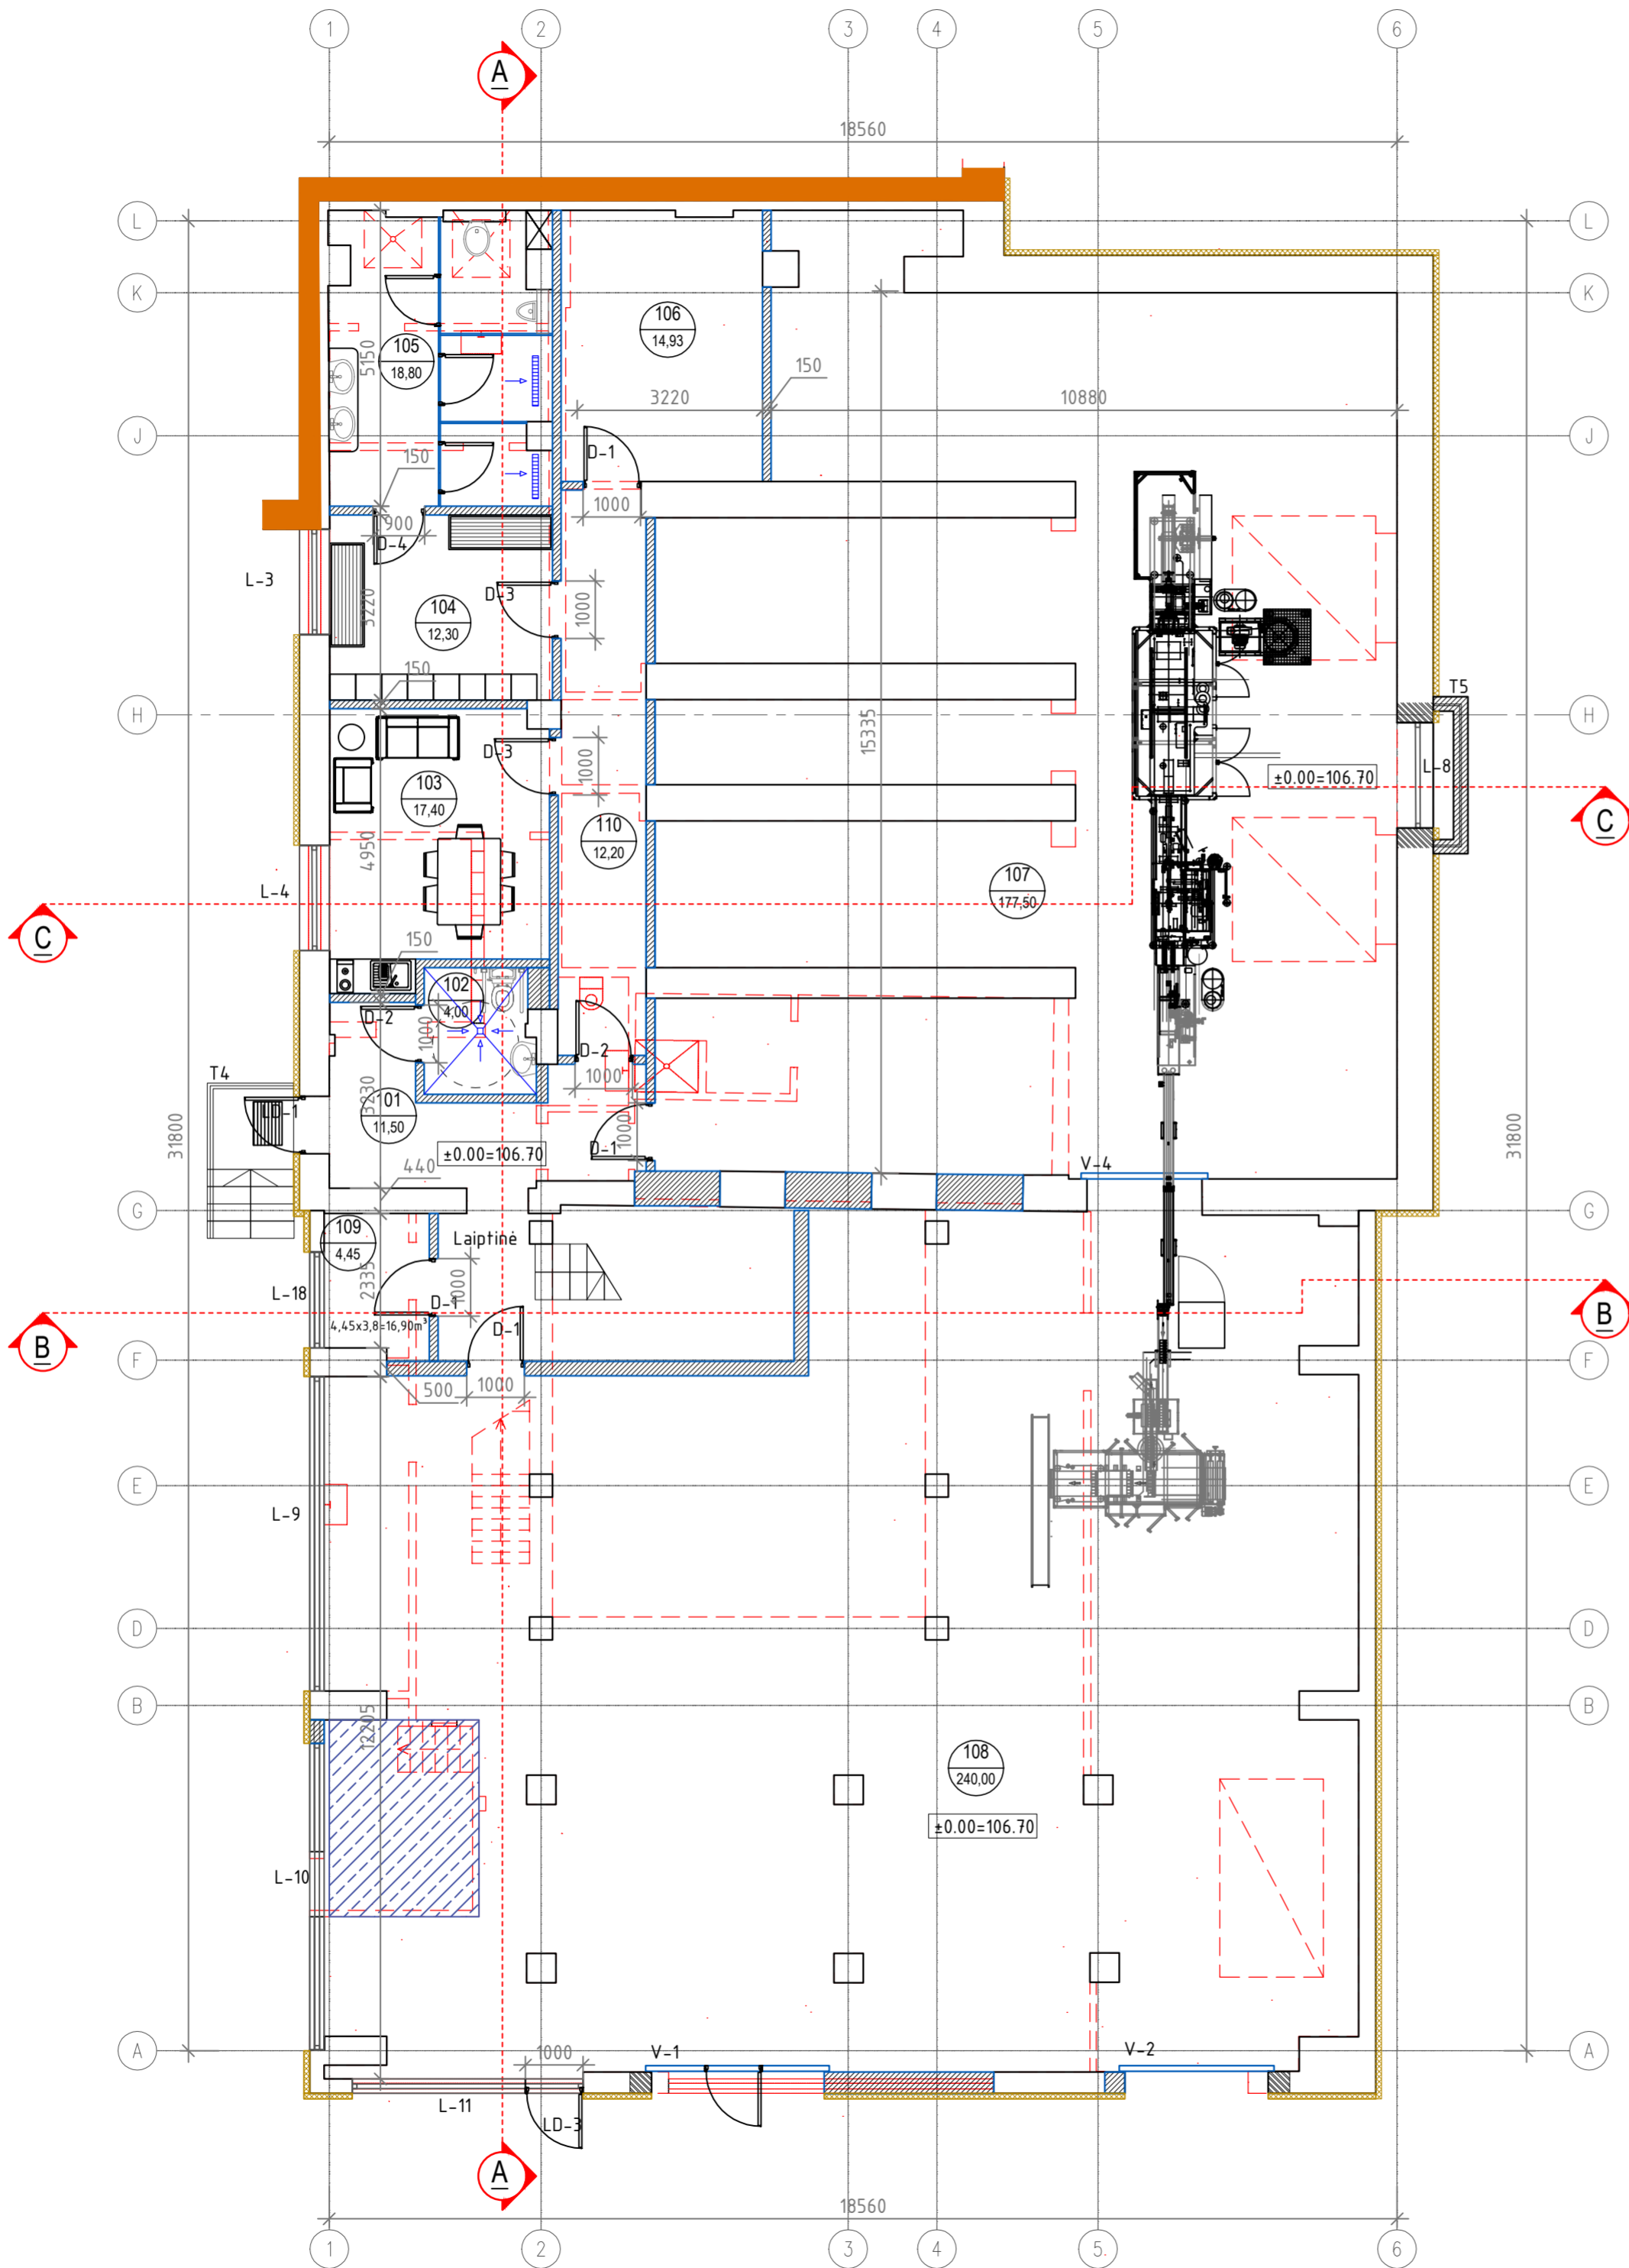 1 2 3 4 5 6
A
18560
L L
K K
106
14,93
105
18,80
5150
150
3220 10880
J J
D-1
150
1000
900
D-4
L-3
D-3
104
12,30
3220
1000
150
T5
H H
15335
D-3
L-8
103
17,40
1000
±0.00=106.70
C
110
12,20
4950
107
177,50
L-4
C
150
102
4,00
D-2
1000
D-2
T4
1000
LD-1
101
11,50
3230
1000
31800 31800
±0.00=106.70
D-1
440
V-4
G G
109
4,45
Laiptinė
2335
1000
L-18
D-1
B
4,45x3,8=16,90m³
D-1
B
F F
500 1000
E E
L-9
D D
B B
12205
108
240,00
±0.00=106.70
L-10
A A
1000 V-1 V-2
L-11
LD-3
A
18560
1 2 3 4 5 6